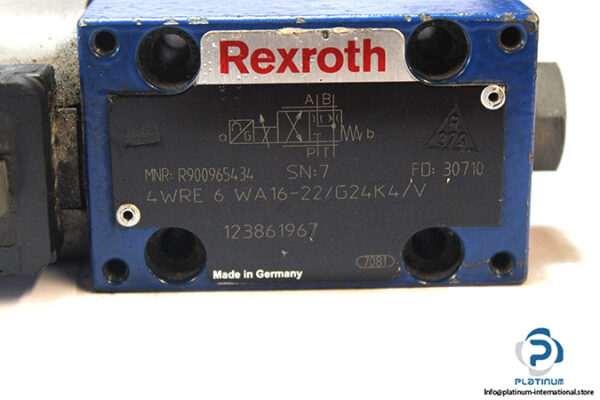 Rexroth
A B
a
b
P T
R
979
MNR: R900965434 SN: 7 FD: 30710
4WRE 6 WA16-22/G24K4/V
123861967
Made in Germany
7081
PLATINUM
Info@platinum-international.store